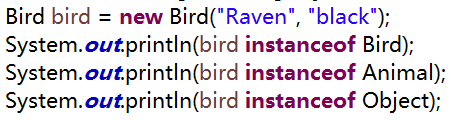 Bird bird = new Bird("Raven", "black");
System.out.println(bird instanceof Bird);
System.out.println(bird instanceof Animal);
System.out.println(bird instanceof Object);